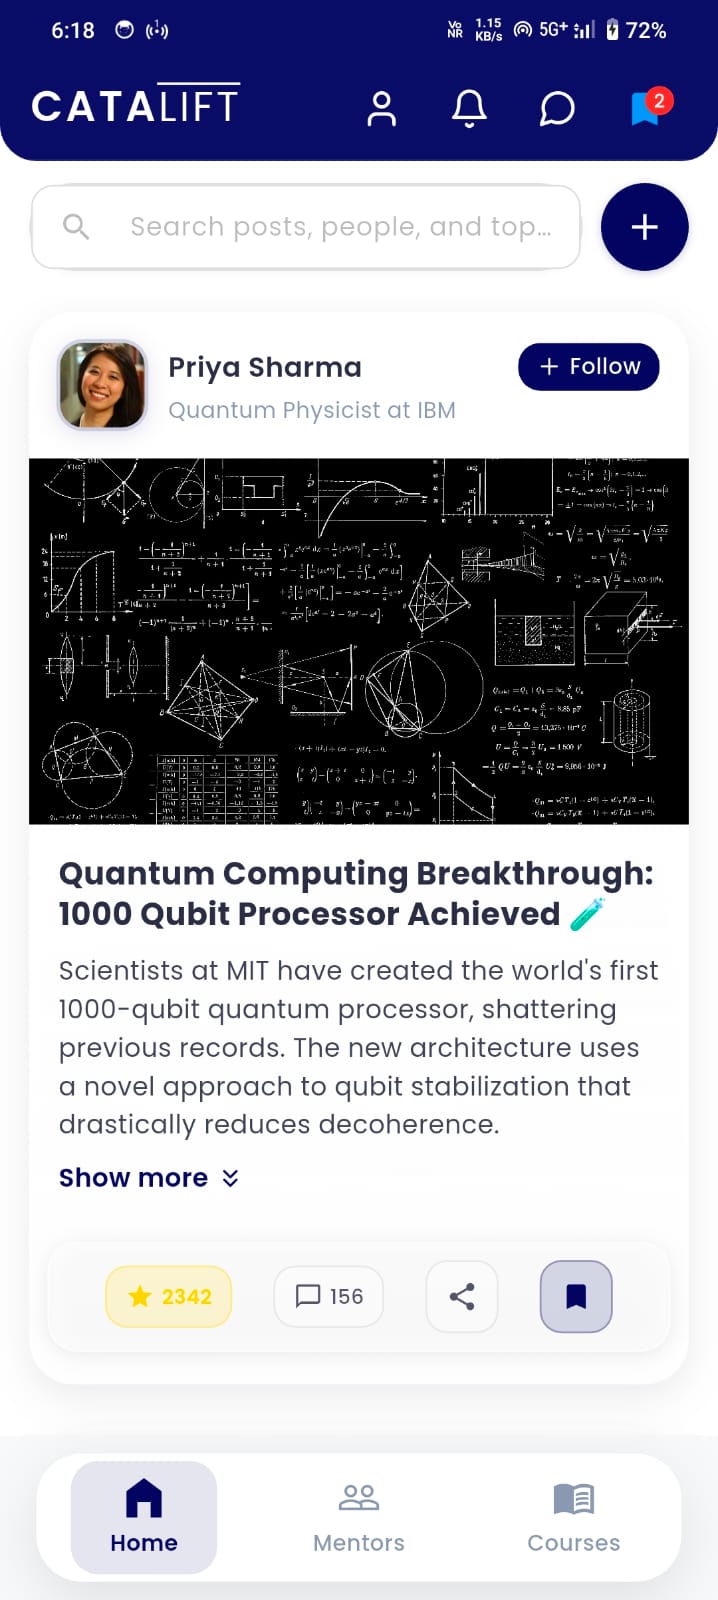 6:18 Vo NR 1.15 KB/s 5G+ 72%
CATALIFT
2
Search posts, people, and top...
Priya Sharma
+ Follow
Quantum Physicist at IBM
Quantum Computing Breakthrough:
1000 Qubit Processor Achieved 🧪
Scientists at MIT have created the world's first
1000-qubit quantum processor, shattering
previous records. The new architecture uses
a novel approach to qubit stabilization that
drastically reduces decoherence.
Show more
2342 156
Home Mentors Courses